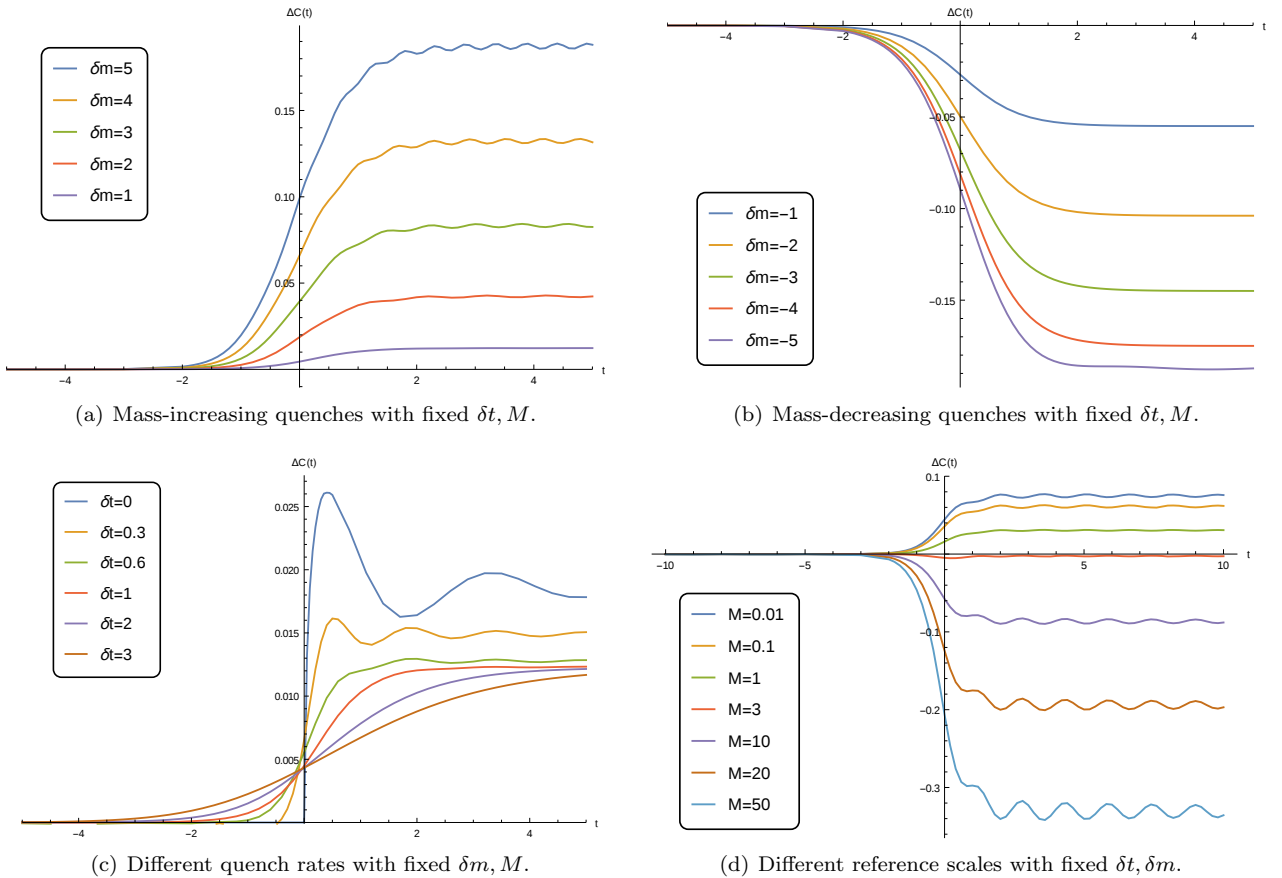 ΔC(t)
δm=5
δm=4
δm=3
δm=2
δm=1
0.15
0.10
0.05
−4
−2
2
4
t
(a) Mass-increasing quenches with fixed δt, M.
ΔC(t)
−4
−2
2
4
t
−0.05
−0.10
−0.15
δm=−1
δm=−2
δm=−3
δm=−4
δm=−5
(b) Mass-decreasing quenches with fixed δt, M.
ΔC(t)
δt=0
δt=0.3
δt=0.6
δt=1
δt=2
δt=3
0.025
0.020
0.015
0.010
0.005
−4
−2
2
4
t
(c) Different quench rates with fixed δm, M.
ΔC(t)
0.1
−10
−5
5
10
t
−0.1
−0.2
−0.3
M=0.01
M=0.1
M=1
M=3
M=10
M=20
M=50
(d) Different reference scales with fixed δt, δm.